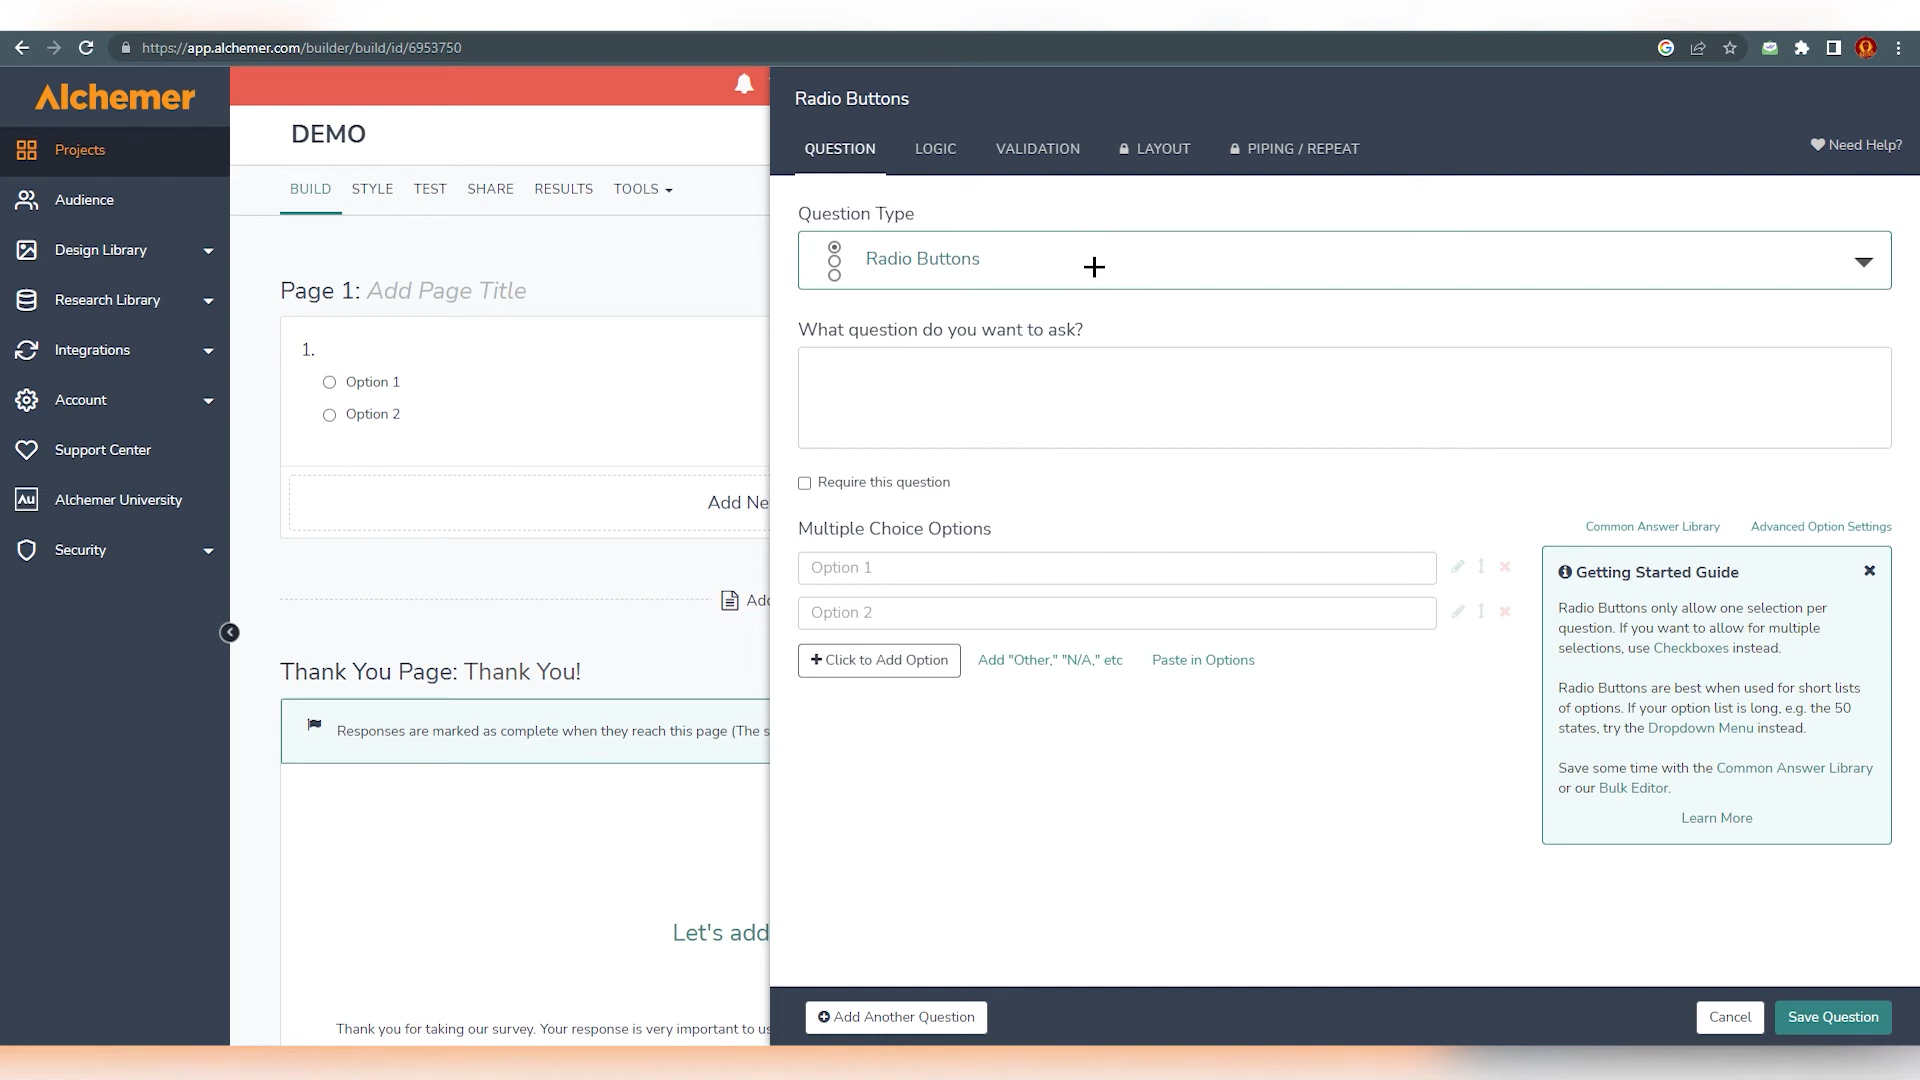 https://app.alchemer.com/builder/build/id/6953750
Alchemer
Projects
Audience
Design Library
Research Library
Integrations
Account
Support Center
Au
Alchemer University
Security
DEMO
BUILD STYLE TEST SHARE RESULTS TOOLS
Page 1: Add Page Title
1.
Option 1
Option 2
Add Ne
Add
Thank You Page: Thank You!
Responses are marked as complete when they reach this page (The s
Let's add
Thank you for taking our survey. Your response is very important to us
Radio Buttons
QUESTION LOGIC VALIDATION LAYOUT PIPING / REPEAT
Need Help?
Question Type
Radio Buttons
What question do you want to ask?
Require this question
Multiple Choice Options
Common Answer Library Advanced Option Settings
Option 1
Option 2
Click to Add Option Add "Other," "N/A," etc Paste in Options
Getting Started Guide
Radio Buttons only allow one selection per
question. If you want to allow for multiple
selections, use Checkboxes instead.
Radio Buttons are best when used for short lists
of options. If your option list is long, e.g. the 50
states, try the Dropdown Menu instead.
Save some time with the Common Answer Library
or our Bulk Editor.
Learn More
Add Another Question
Cancel
Save Question